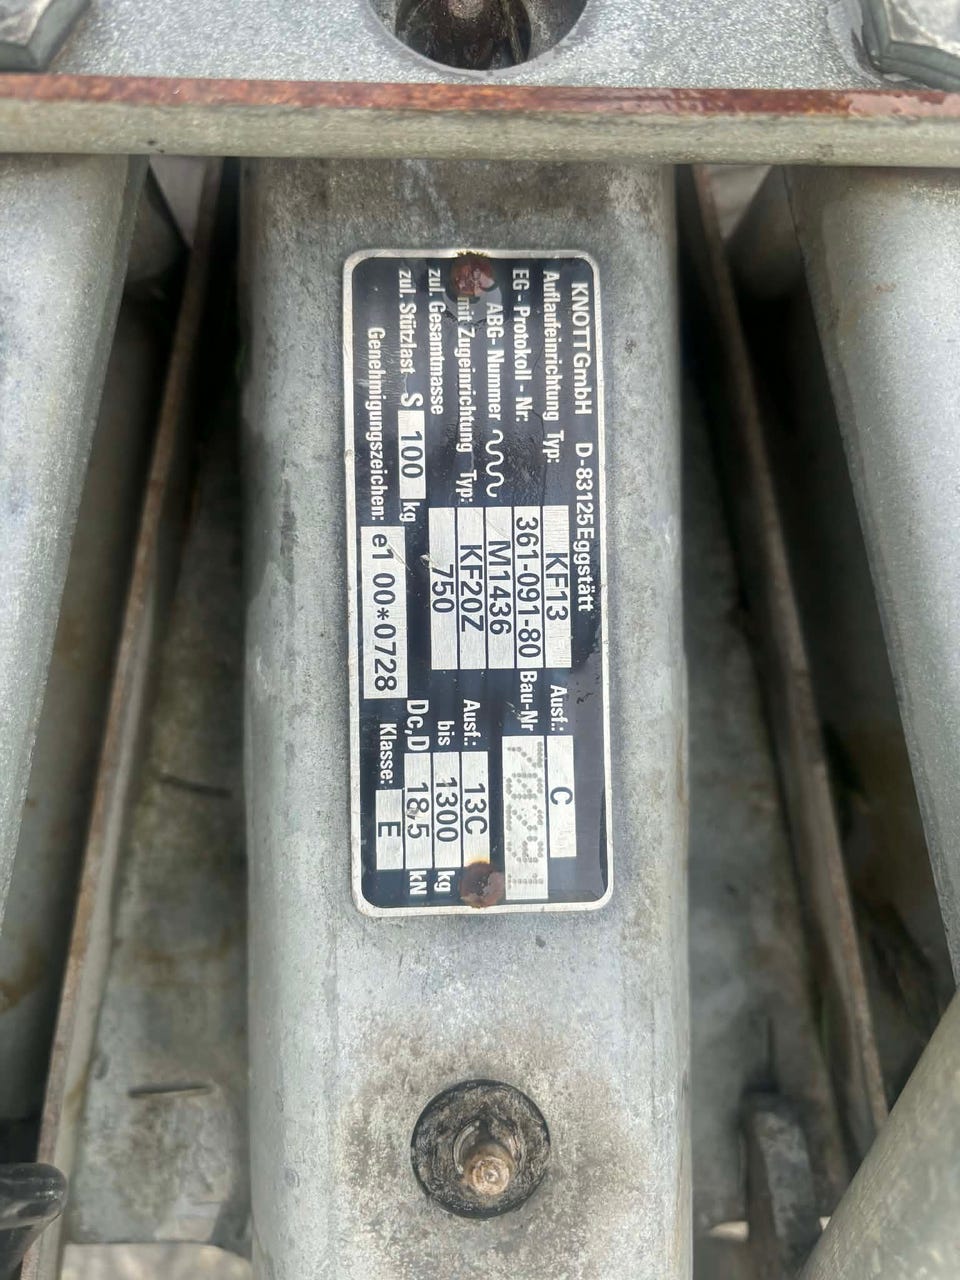 KNOTT GmbH D-83125 Eggstätt
Auflaufeinrichtung Typ: KF13 Ausf.: C
EG - Protokoll - Nr: 361-091-80 Bau-Nr
ABG- Nummer M1436
mit Zugeinrichtung Typ: KF20Z Ausf.: 13C
zul. Gesamtmasse 750 bis 1300 kg
zul. Stützlast S 100 kg Dc,D 18,5 kN
Genehmigungszeichen: e1 00*0728 Klasse: E